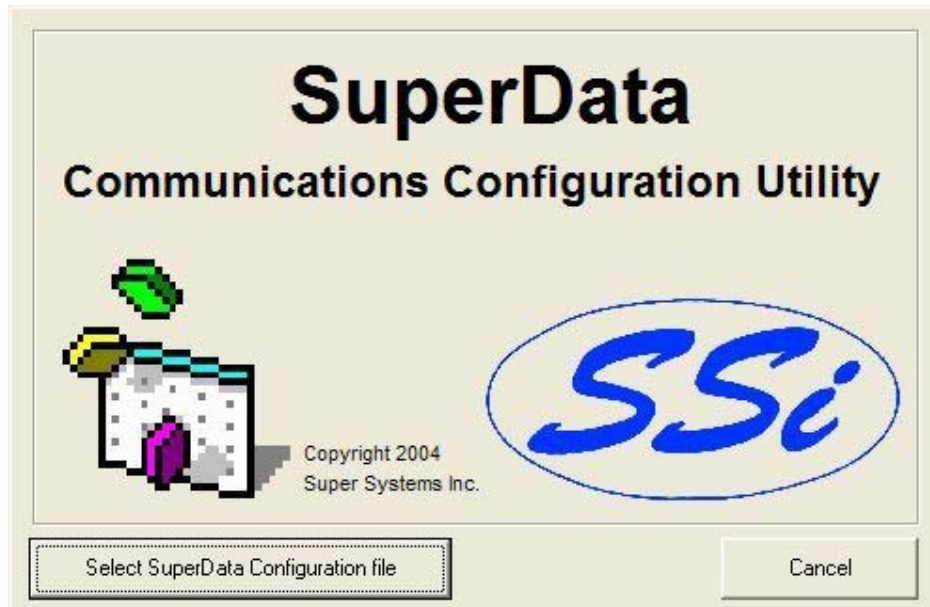 SuperData
Communications Configuration Utility
SSi
Copyright 2004
Super Systems Inc.
Select SuperData Configuration file
Cancel